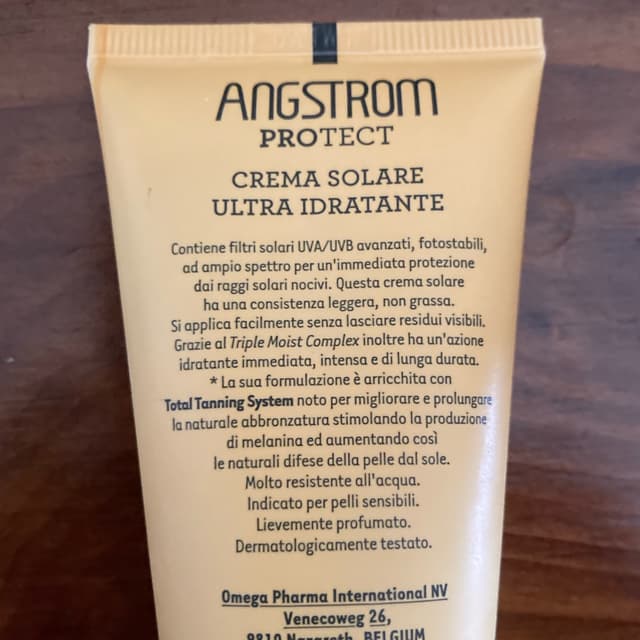 ANGSTROM
PROTECT
CREMA SOLARE
ULTRA IDRATANTE
Contiene filtri solari UVA/UVB avanzati, fotostabili,
ad ampio spettro per un'immediata protezione
dai raggi solari nocivi. Questa crema solare
ha una consistenza leggera, non grassa.
Si applica facilmente senza lasciare residui visibili.
Grazie al Triple Moist Complex inoltre ha un'azione
idratante immediata, intensa e di lunga durata.
* La sua formulazione è arricchita con
Total Tanning System noto per migliorare e prolungare
la naturale abbronzatura stimolando la produzione
di melanina ed aumentando così
le naturali difese della pelle dal sole.
Molto resistente all'acqua.
Indicato per pelli sensibili.
Lievemente profumato.
Dermatologicamente testato.
Omega Pharma International NV
Venecoweg 26,
9810 Nazareth, BELGIUM